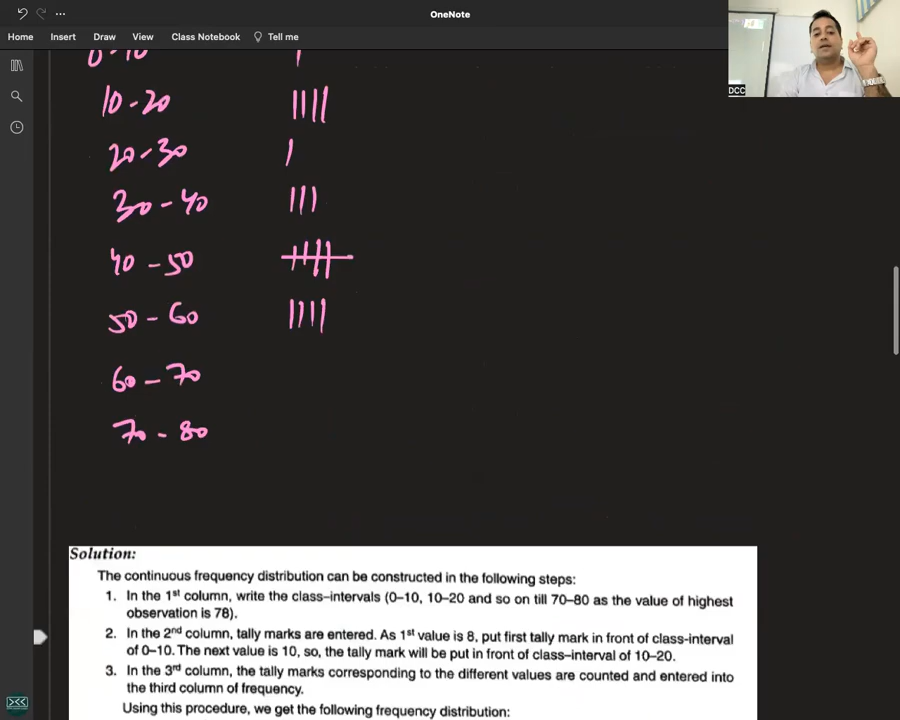 OneNote
Home Insert Draw View Class Notebook Tell me
DCC
0-10 |
10-20 ||||
20-30 |
30-40 |||
40-50 ||||
50-60 ||||
60-70
70-80
Solution:
The continuous frequency distribution can be constructed in the following steps:
1. In the 1st column, write the class–intervals (0–10, 10–20 and so on till 70–80 as the value of highest
observation is 78).
2. In the 2nd column, tally marks are entered. As 1st value is 8, put first tally mark in front of class-interval
of 0–10. The next value is 10, so, the tally mark will be put in front of class–interval of 10–20.
3. In the 3rd column, the tally marks corresponding to the different values are counted and entered into
the third column of frequency.
Using this procedure, we get the following frequency distribution: